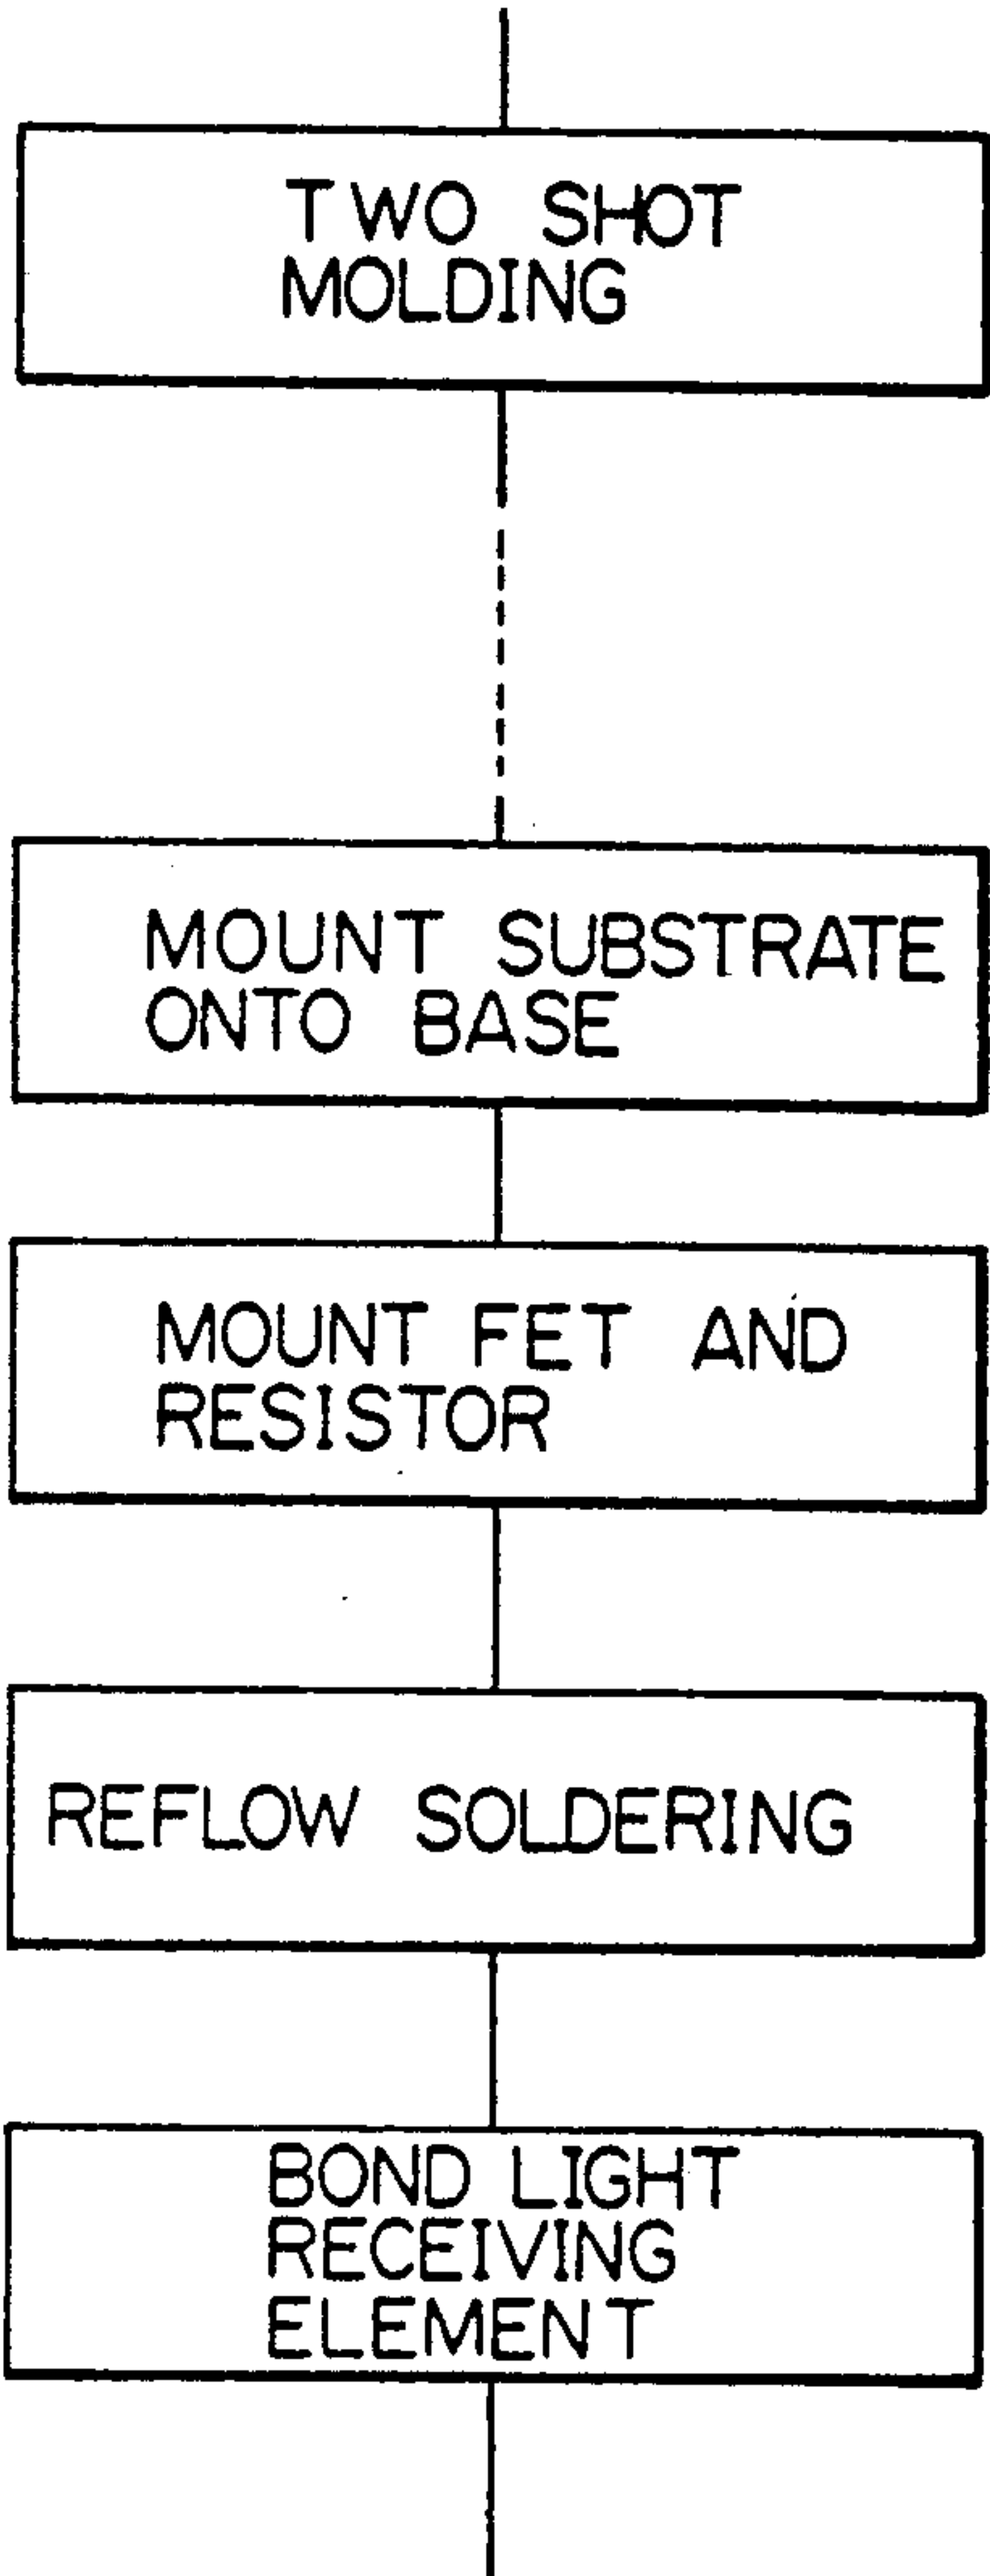 TWO SHOT
MOLDING
MOUNT SUBSTRATE
ONTO BASE
MOUNT FET AND
RESISTOR
REFLOW SOLDERING
BOND LIGHT
RECEIVING
ELEMENT